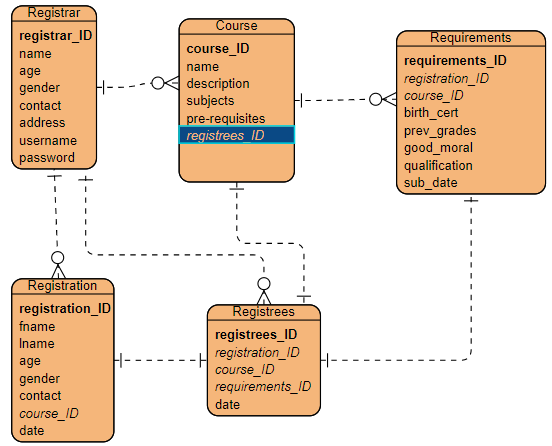 Registrar
registrar_ID
name
age
gender
contact
address
username
password
Course
course_ID
name
description
subjects
pre-requisites
registrees_ID
Requirements
requirements_ID
registration_ID
course_ID
birth_cert
prev_grades
good_moral
qualification
sub_date
Registration
registration_ID
fname
lname
age
gender
contact
course_ID
date
Registrees
registrees_ID
registration_ID
course_ID
requirements_ID
date